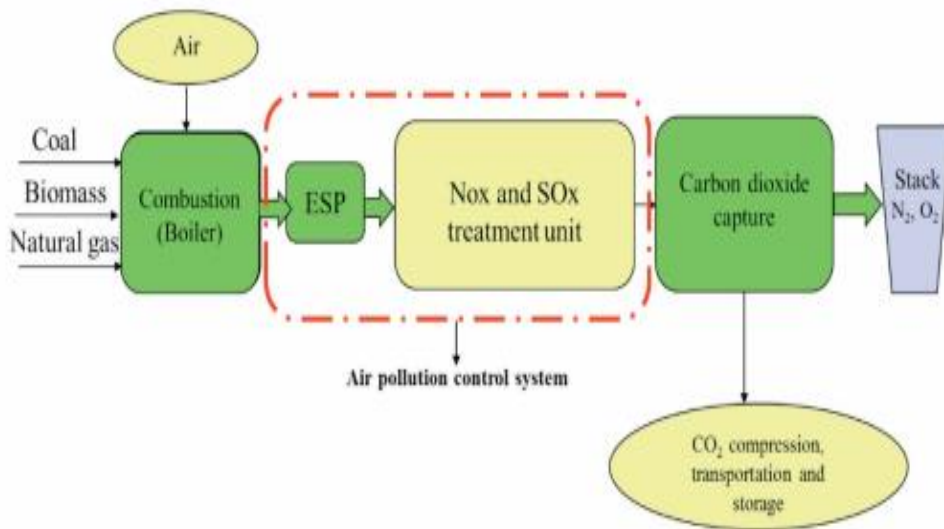 Air
Coal
Biomass
Natural gas
Combustion
(Boiler)
ESP
Nox and SOx
treatment unit
Carbon dioxide
capture
Stack
N₂, O₂
Air pollution control system
CO₂ compression,
transportation and
storage